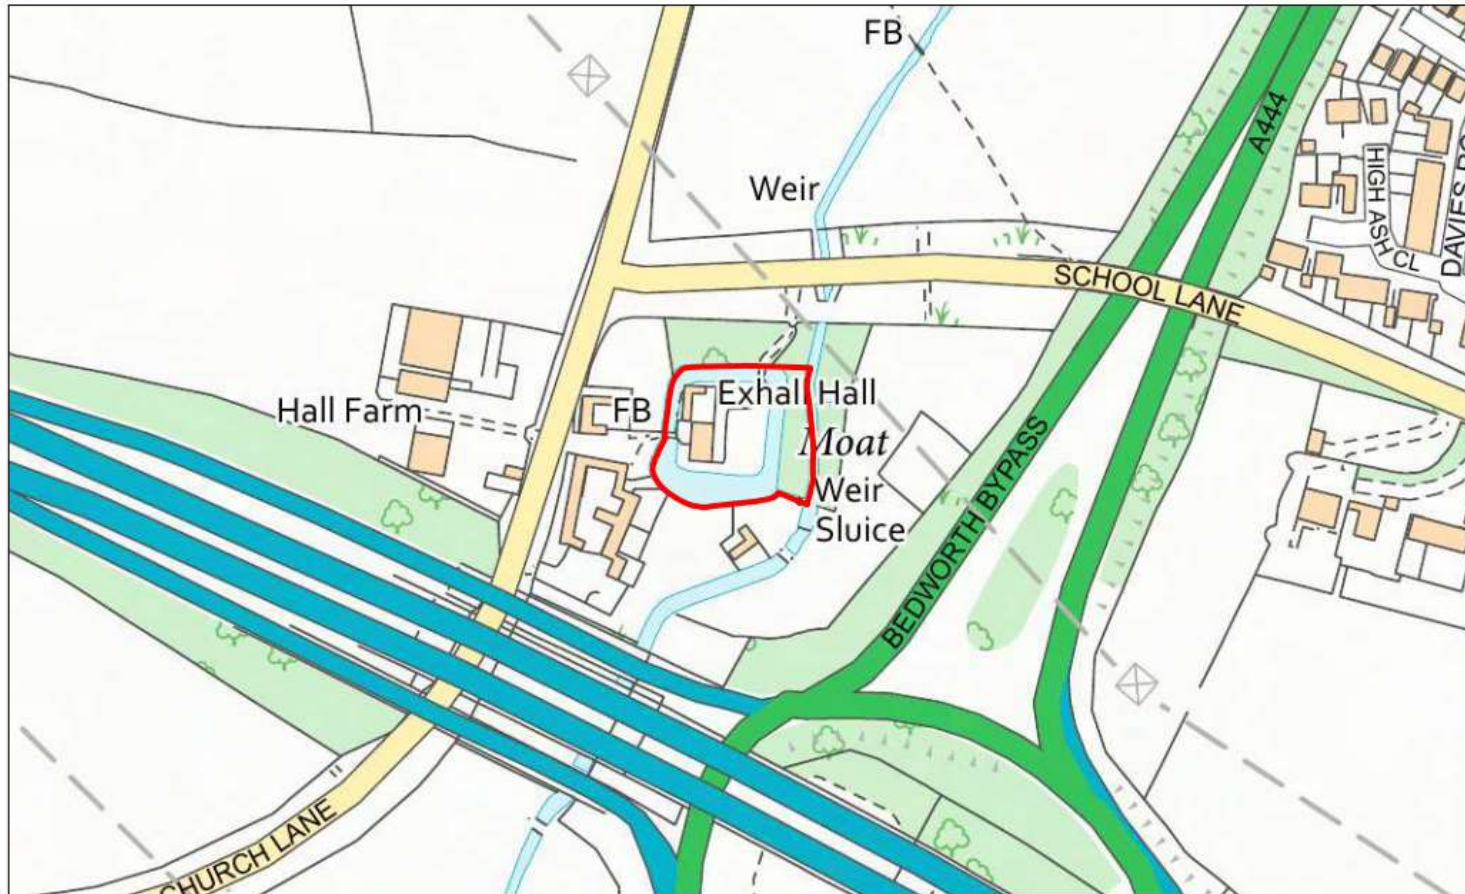 FB
A444
Weir
HIGH ASH CL
SCHOOL LANE
Exhall Hall
Hall Farm
FB
Moat
Weir
Sluice
BEDWORTH BYPASS
CHURCH LANE